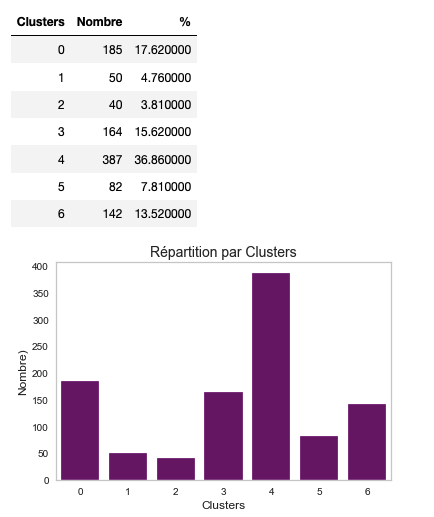 Clusters Nombre %
0 185 17.620000
1 50 4.760000
2 40 3.810000
3 164 15.620000
4 387 36.860000
5 82 7.810000
6 142 13.520000
Répartition par Clusters
400
350
300
250
200
150
100
50
0
Nombre)
0 1 2 3 4 5 6
Clusters